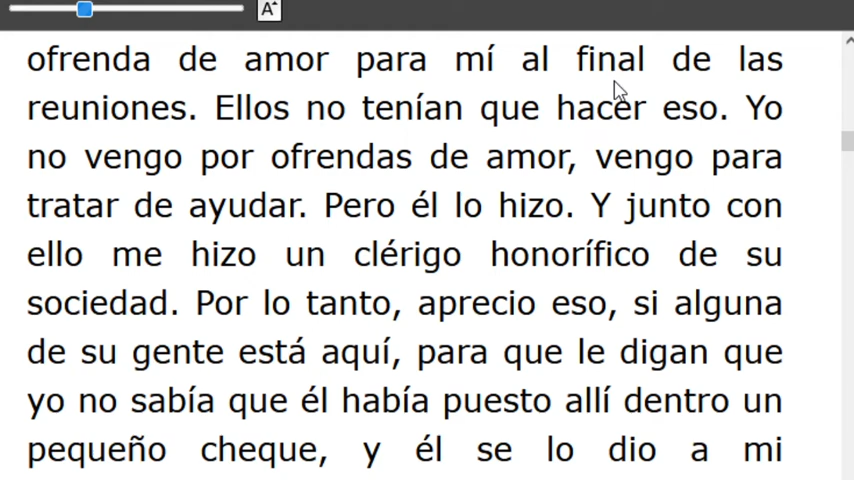 A
ofrenda de amor para mí al final de las
reuniones. Ellos no tenían que hacer eso. Yo
no vengo por ofrendas de amor, vengo para
tratar de ayudar. Pero él lo hizo. Y junto con
ello me hizo un clérigo honorífico de su
sociedad. Por lo tanto, aprecio eso, si alguna
de su gente está aquí, para que le digan que
yo no sabía que él había puesto allí dentro un
pequeño cheque, y él se lo dio a mi